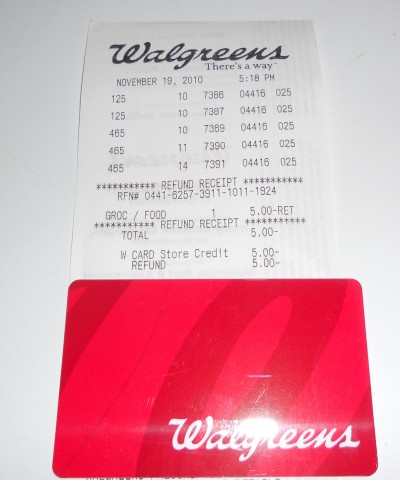 Walgreens
There's a way
NOVEMBER 19, 2010 5:18 PM
125 10 7386 04416 025
125 10 7387 04416 025
465 10 7389 04416 025
465 11 7390 04416 025
465 14 7391 04416 025
*********** REFUND RECEIPT ***********
RFN# 0441-6257-3911-1011-1924
GROC / FOOD 1 5.00-RET
*********** REFUND RECEIPT ***********
TOTAL 5.00-
W CARD Store Credit 5.00-
REFUND 5.00-
Walgreens